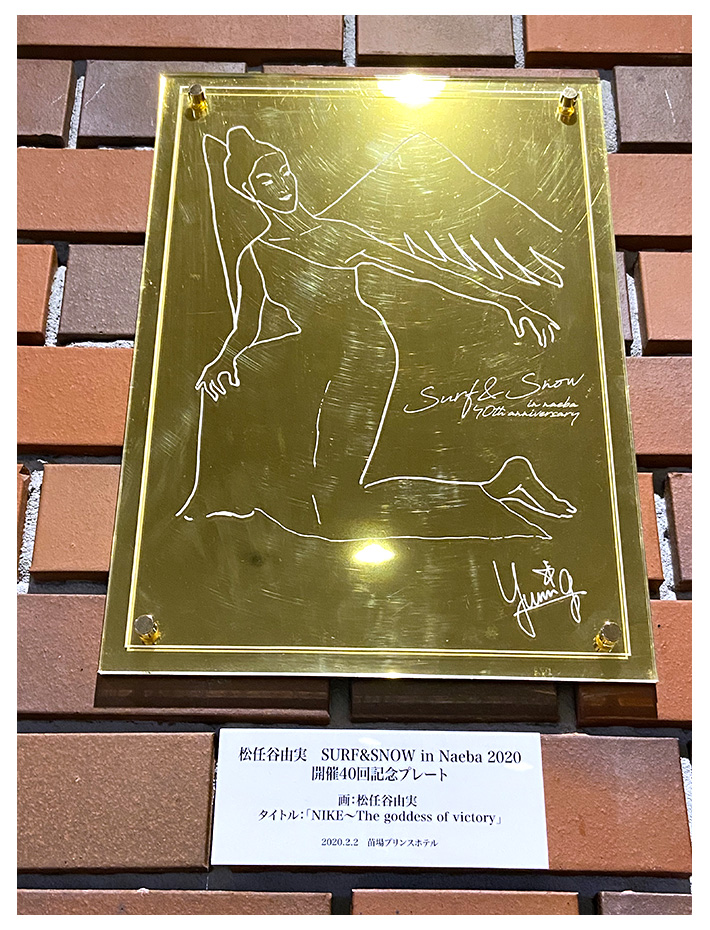 Surf & Snow
in naeba
40th anniversary
Yuming
松任谷由実　SURF&SNOW in Naeba 2020
開催40回記念プレート
画：松任谷由実
タイトル：「NIKE～The goddess of victory」
2020.2.2　苗場プリンスホテル